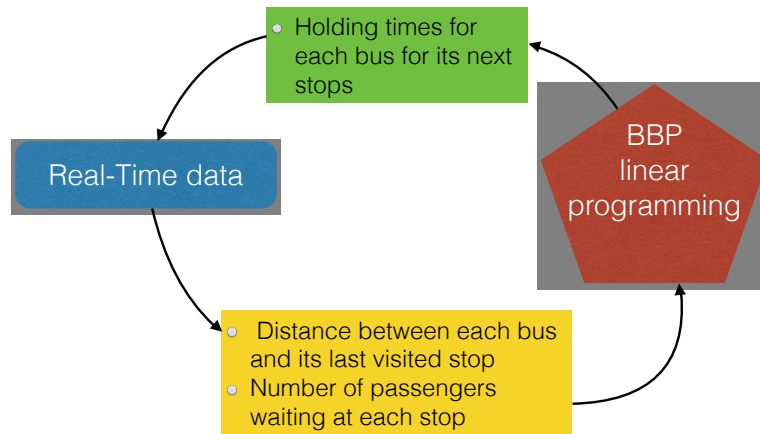 Holding times for
each bus for its next
stops
BBP
linear
programming
Real-Time data
Distance between each bus
and its last visited stop
Number of passengers
waiting at each stop